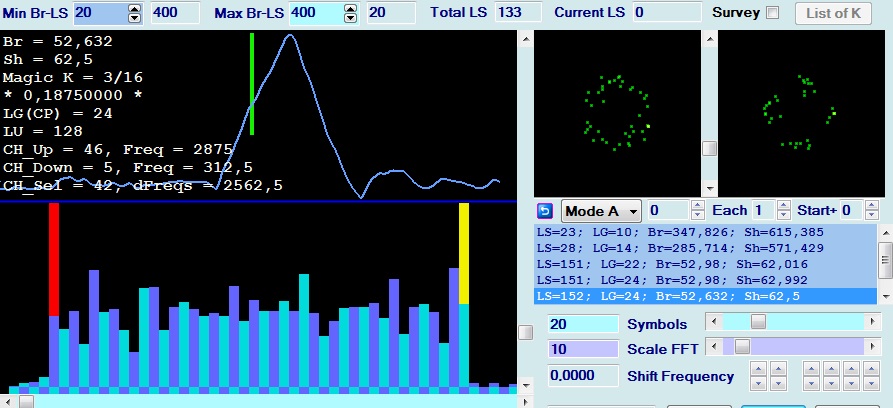 Min Br-LS 20 400 Max Br-LS 400 20 Total LS 133 Current LS 0 Survey List of K
Br = 52,632
Sh = 62,5
Magic K = 3/16
* 0,18750000 *
LG(CP) = 24
LU = 128
CH_Up = 46, Freq = 2875
CH_Down = 5, Freq = 312,5
CH_Sel = 42, dFreqs = 2562,5
Mode A 0 Each 1 Start+ 0
LS=23; LG=10; Br=347,826; Sh=615,385
LS=28; LG=14; Br=285,714; Sh=571,429
LS=151; LG=22; Br=52,98; Sh=62,016
LS=151; LG=24; Br=52,98; Sh=62,992
LS=152; LG=24; Br=52,632; Sh=62,5
20 Symbols
10 Scale FFT
0,0000 Shift Frequency